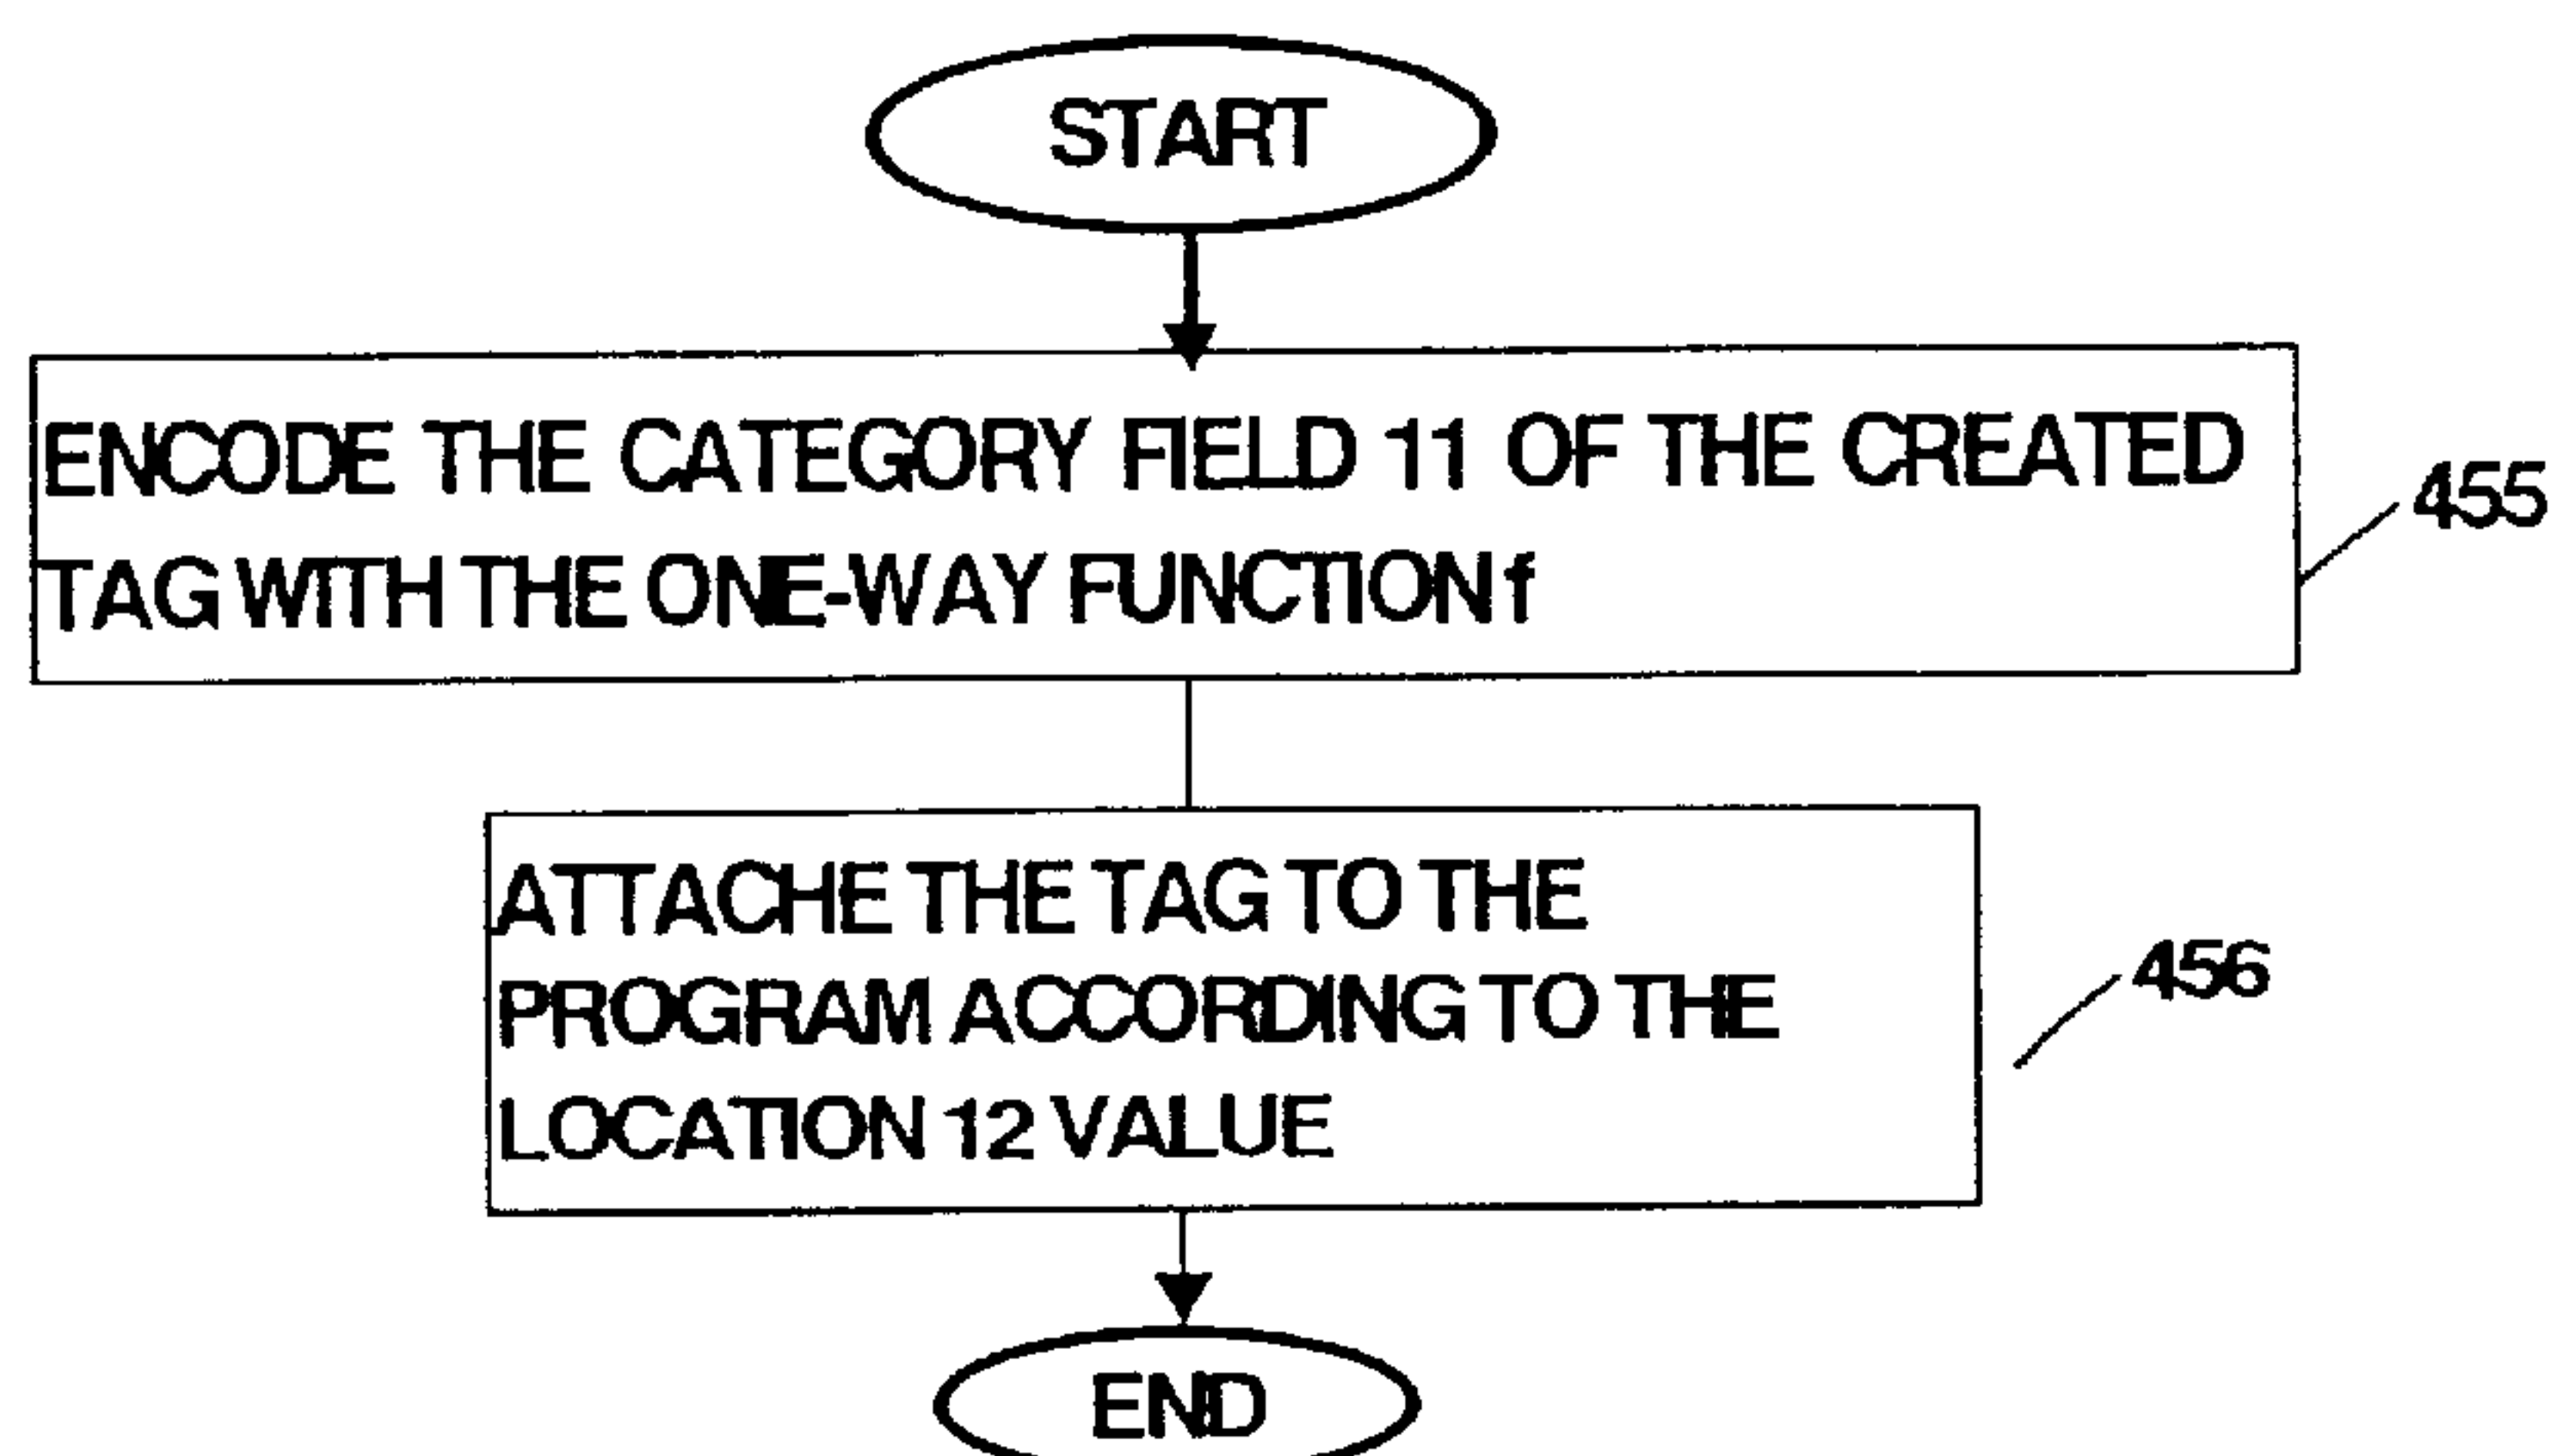 START
ENCODE THE CATEGORY FIELD 11 OF THE CREATED
TAG WITH THE ONE-WAY FUNCTION f
455
ATTACHE THE TAG TO THE
PROGRAM ACCORDING TO THE
LOCATION 12 VALUE
456
END